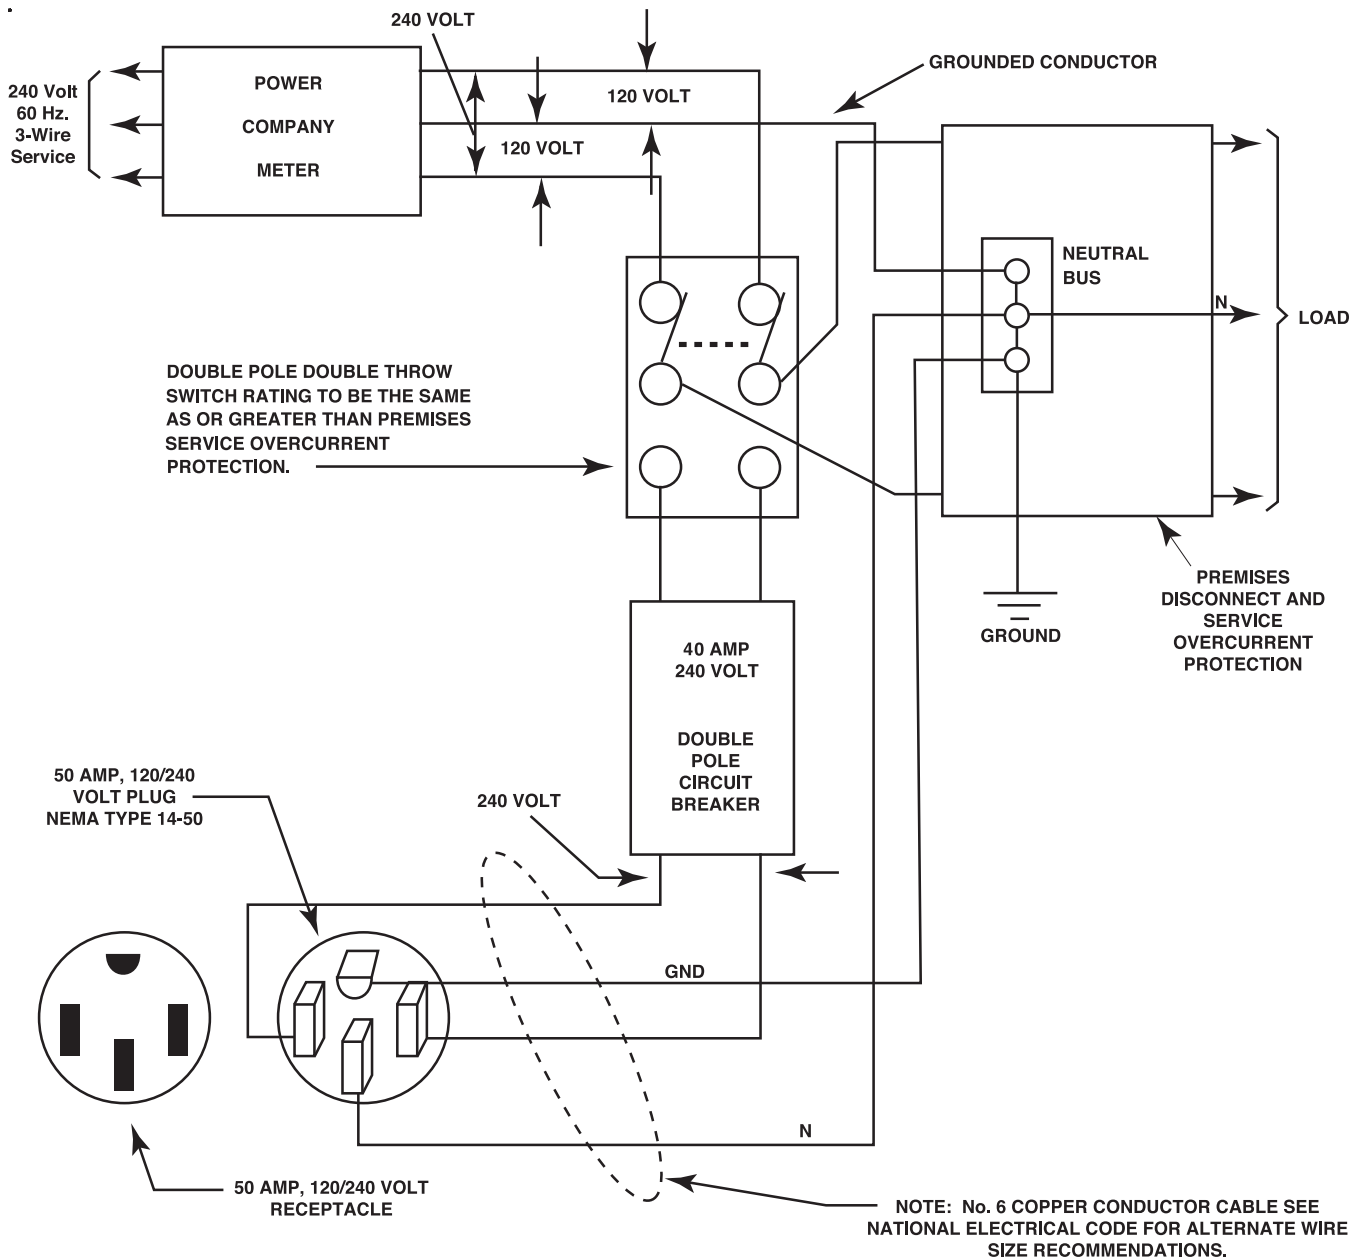 240 VOLT
GROUNDED CONDUCTOR
240 Volt
60 Hz.
3-Wire
Service
POWER
COMPANY
METER
120 VOLT
120 VOLT
NEUTRAL
BUS
N
LOAD
DOUBLE POLE DOUBLE THROW
SWITCH RATING TO BE THE SAME
AS OR GREATER THAN PREMISES
SERVICE OVERCURRENT
PROTECTION.
GROUND
PREMISES
DISCONNECT AND
SERVICE
OVERCURRENT
PROTECTION
40 AMP
240 VOLT
DOUBLE
POLE
CIRCUIT
BREAKER
50 AMP, 120/240
VOLT PLUG
NEMA TYPE 14-50
240 VOLT
GND
N
50 AMP, 120/240 VOLT
RECEPTACLE
NOTE: No. 6 COPPER CONDUCTOR CABLE SEE
NATIONAL ELECTRICAL CODE FOR ALTERNATE WIRE
SIZE RECOMMENDATIONS.